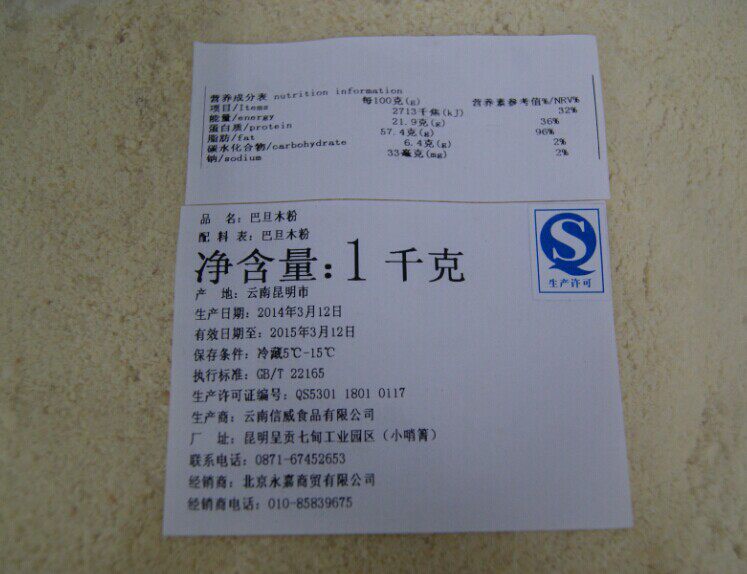 营养成分表 nutrition information
项目/Items 每100克(g) 营养素参考值%/NRV%
能量/energy 2713千焦(kJ) 32%
蛋白质/protein 21.9克(g) 36%
脂肪/fat 57.4克(g) 96%
碳水化合物/carbohydrate 6.4克(g) 2%
钠/sodium 33毫克(mg) 2%
品 名：巴旦木粉
配 料 表：巴旦木粉
净含量：1 千克
产 地：云南昆明市
生产日期：2014年3月12日
有效日期至：2015年3月12日
保存条件：冷藏5℃-15℃
执行标准：GB/T 22165
生产许可证编号：QS5301 1801 0117
生产商：云南信威食品有限公司
厂 址：昆明呈贡七甸工业园区（小哨箐）
联系电话：0871-67452653
经销商：北京永嘉商贸有限公司
经销商电话：010-85839675
QS
生产许可